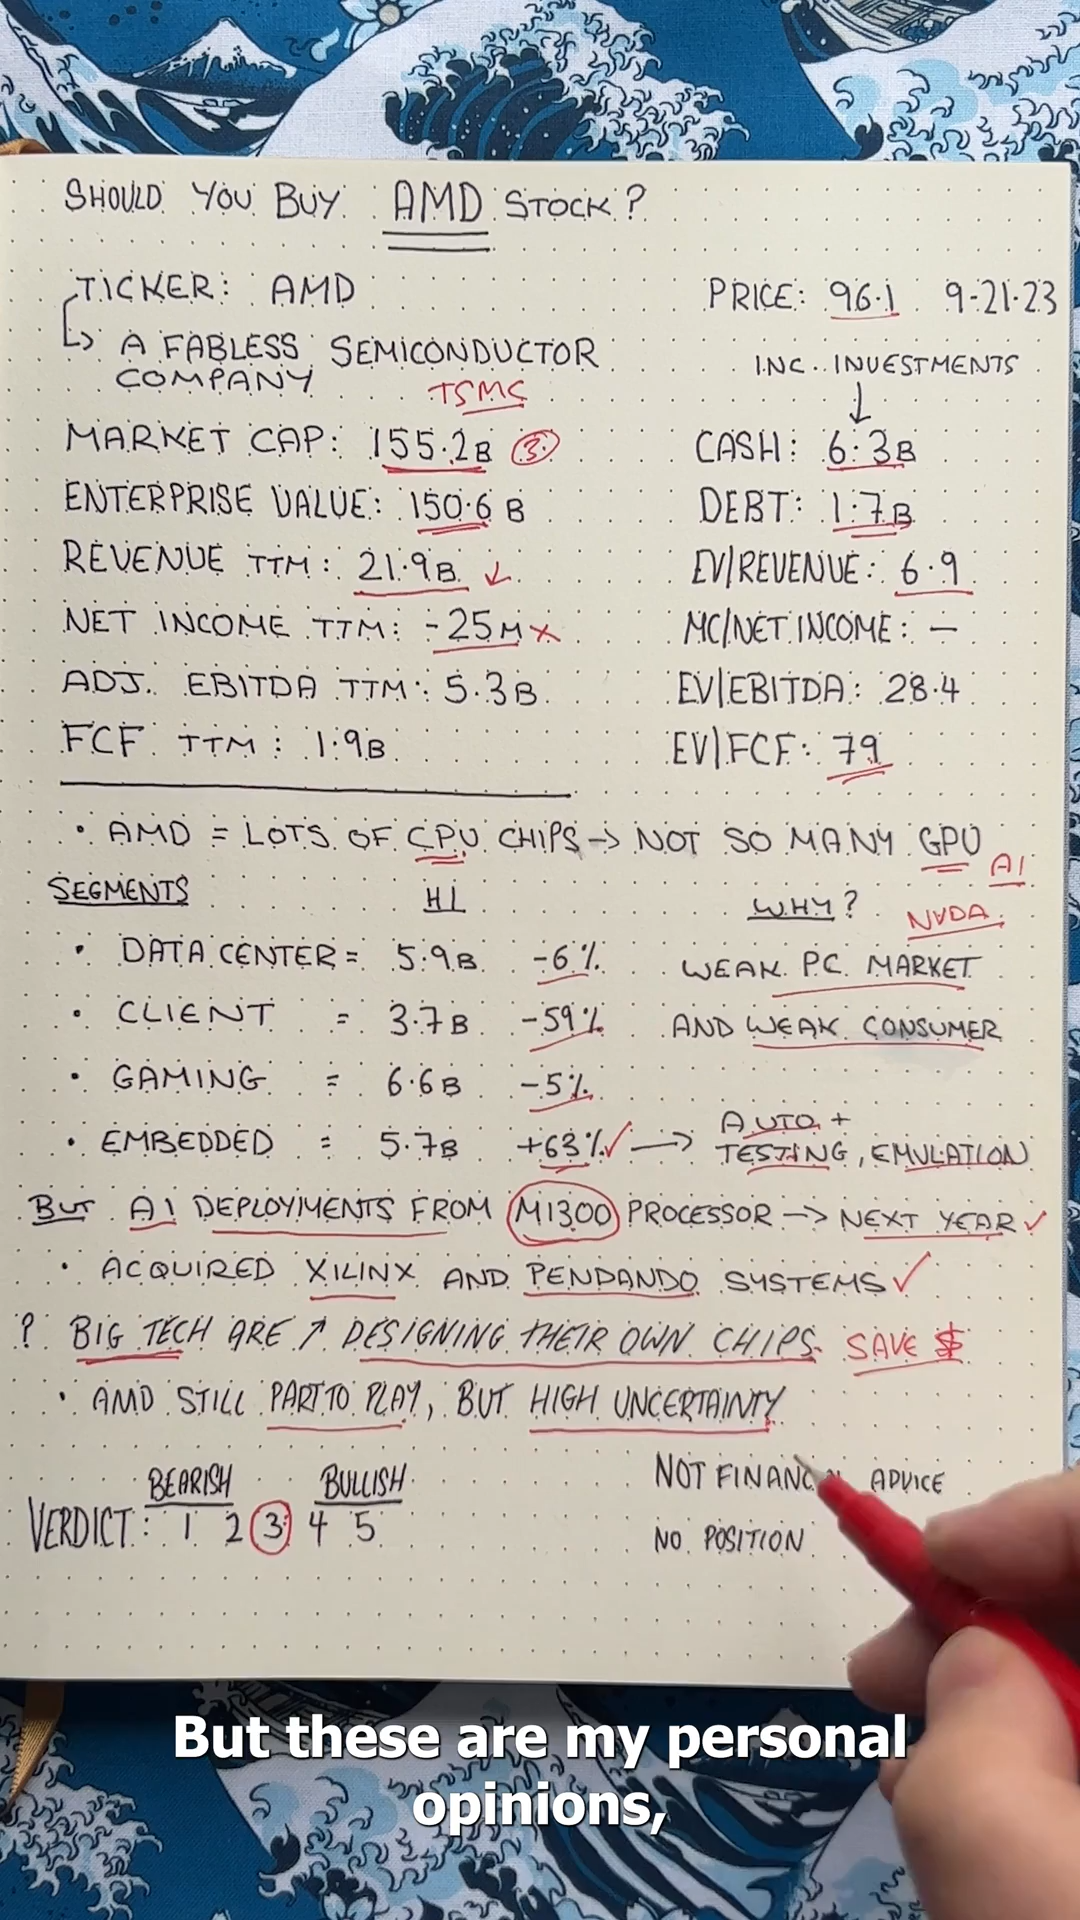 SHOULD YOU BUY AMD STOCK?
TICKER: AMD PRICE: 96.1 9-21-23
↳ A FABLESS SEMICONDUCTOR
COMPANY TSMC
INC. INVESTMENTS
↓
MARKET CAP: 155.2B 3. CASH: 6.3B
ENTERPRISE VALUE: 150.6 B DEBT: 1.7B
REVENUE TTM: 21.9B ↙ EV/REVENUE: 6.9
NET INCOME TTM: -25M X MC/NET INCOME: —
ADJ. EBITDA TTM: 5.3B EV/EBITDA: 28.4
FCF TTM: 1.9B EV/FCF: 79
• AMD = LOTS OF CPU CHIPS → NOT SO MANY GPU
AI
SEGMENTS H1 WHY? NVDA
• DATA CENTER = 5.9B -6% WEAK PC MARKET
• CLIENT = 3.7B -59% AND WEAK CONSUMER
• GAMING = 6.6B -5%
• EMBEDDED = 5.7B +63% ✓ → AUTO +
TESTING, EMULATION
BUT AI DEPLOYMENTS FROM MI300 PROCESSOR → NEXT YEAR ✓
• ACQUIRED XILINX AND PENDANDO SYSTEMS ✓
? BIG TECH ARE ↗ DESIGNING THEIR OWN CHIPS. SAVE $
• AMD STILL PART TO PLAY, BUT HIGH UNCERTAINTY
BEARISH BULLISH
VERDICT: 1 2 3 4 5
NOT ADVICE
NO POSITION
But these are my personal
opinions,